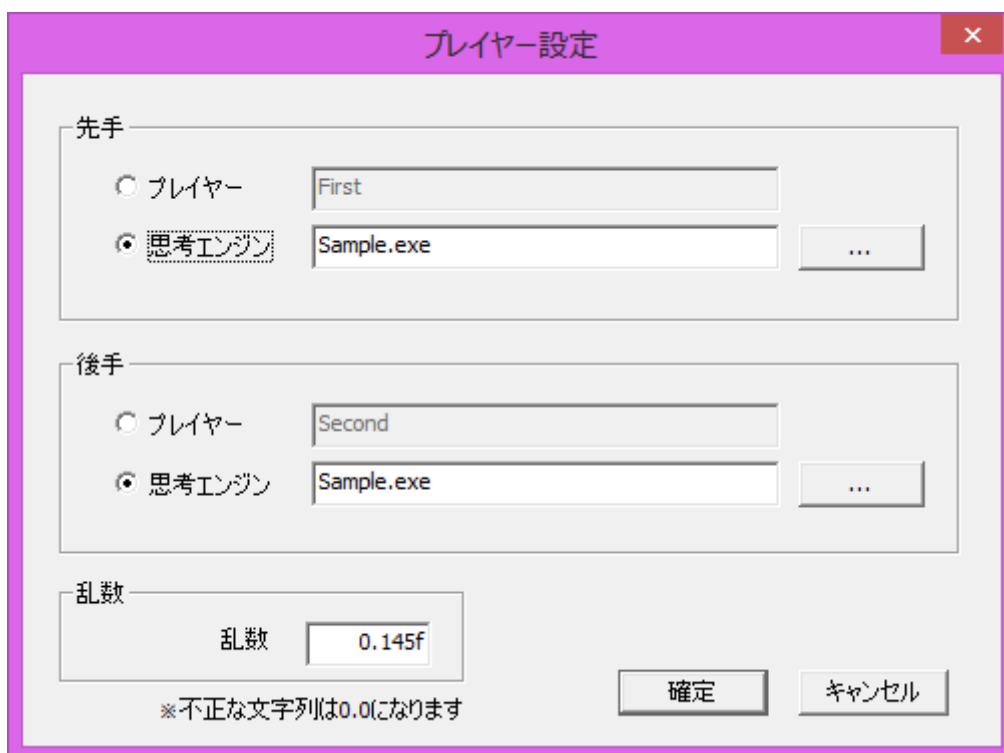 プレイヤー設定
先手
プレイヤー First
思考エンジン Sample.exe ...
後手
プレイヤー Second
思考エンジン Sample.exe ...
乱数
乱数 0.145f
※不正な文字列は0.0になります
確定 キャンセル